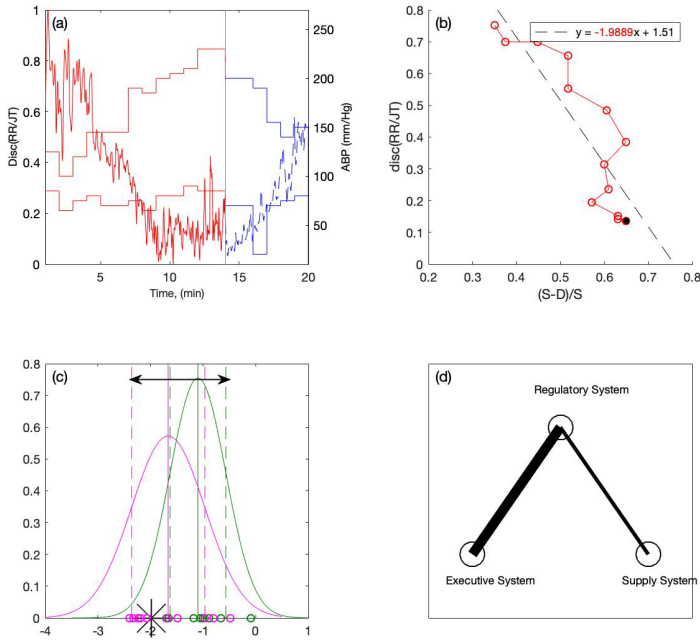 (a)
1
0.8
0.6
0.4
0.2
0
Disc(RR/JT)
250
200
150
100
50
ABP (mm/Hg)
5 10 15 20
Time, (min)
(b)
y = -1.9889x + 1.51
0.8
0.7
0.6
0.5
0.4
0.3
0.2
0.1
0
disc(RR/JT)
0.2 0.3 0.4 0.5 0.6 0.7 0.8
(S-D)/S
(c)
0.8
0.7
0.6
0.5
0.4
0.3
0.2
0.1
0
-4 -3 -2 -1 0 1
(d)
Regulatory System
Executive System
Supply System